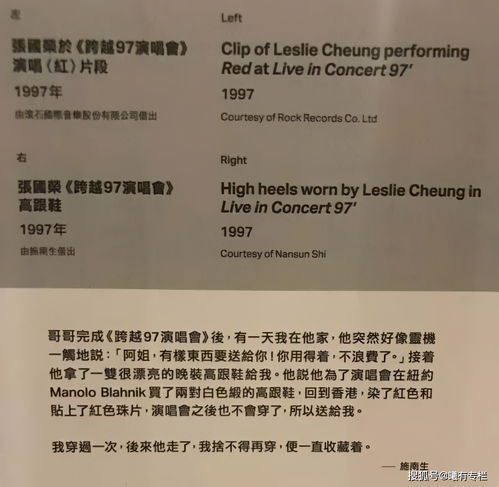 左
張國榮於《跨越97演唱會》
演唱〈紅〉片段
1997年
由滾石國際音樂股份有限公司借出
Left
Clip of Leslie Cheung performing
Red at Live in Concert 97'
1997
Courtesy of Rock Records Co. Ltd
右
張國榮《跨越97演唱會》
高跟鞋
1997年
由施南生借出
Right
High heels worn by Leslie Cheung in
Live in Concert 97'
1997
Courtesy of Nansun Shi
哥哥完成《跨越97演唱會》後，有一天我在他家，他突然好像靈機
一觸地説：「阿姐，有樣東西要送給你！你用得着，不浪費了。」接着
他拿了一雙很漂亮的晚裝高跟鞋給我。他説他為了演唱會在紐約
Manolo Blahnik 買了兩對白色緞的高跟鞋，回到香港，染了紅色和
貼上了紅色珠片，演唱會之後也不會穿了，所以送給我。
我穿過一次，後來他走了，我捨不得再穿，便一直收藏着。
—— 施南生
搜狐号@曦有专栏